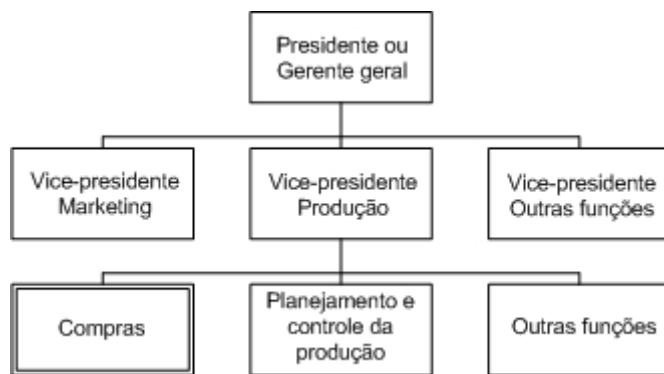 Presidente ou
Gerente geral
Vice-presidente
Marketing
Vice-presidente
Produção
Vice-presidente
Outras funções
Compras
Planejamento e
controle da
produção
Outras funções